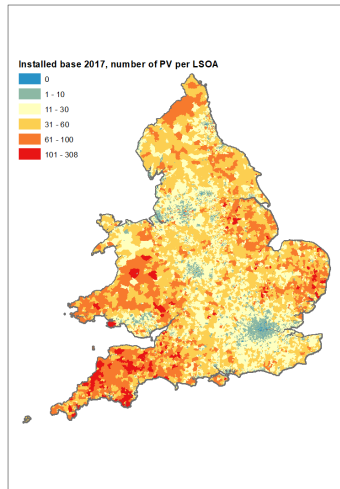 Installed base 2017, number of PV per LSOA
0
1 - 10
11 - 30
31 - 60
61 - 100
101 - 308